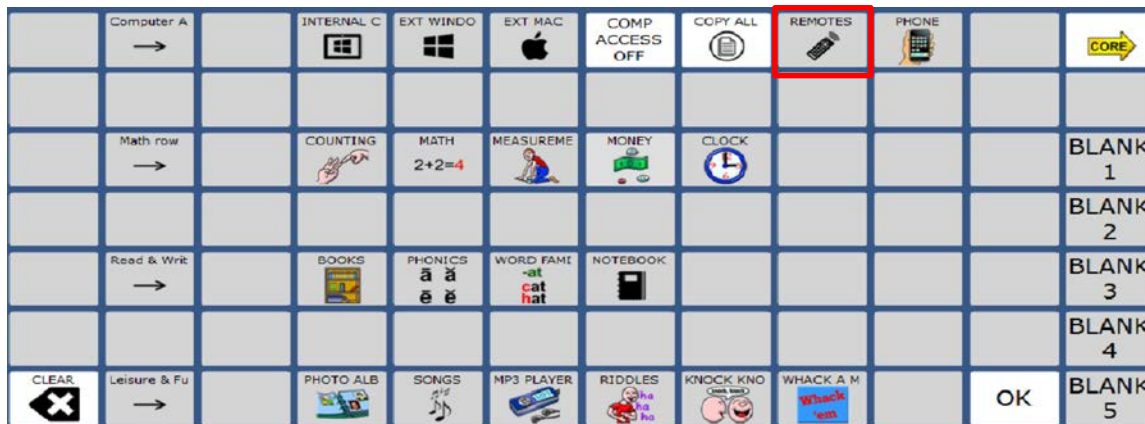 Computer A
INTERNAL C
EXT WINDO
EXT MAC
COMP
ACCESS
OFF
COPY ALL
REMOTES
PHONE
CORE
Math row
COUNTING
MATH
2+2=4
MEASUREME
MONEY
CLOCK
BLANK
1
BLANK
2
Read & Writ
BOOKS
PHONICS
ā ă
ē ĕ
WORD FAMI
-at
cat
hat
NOTEBOOK
BLANK
3
BLANK
4
CLEAR
Leisure & Fu
PHOTO ALB
SONGS
MP3 PLAYER
RIDDLES
ha
ha
ha
KNOCK KNO
knock, knock
WHACK A M
Whack
'em
OK
BLANK
5